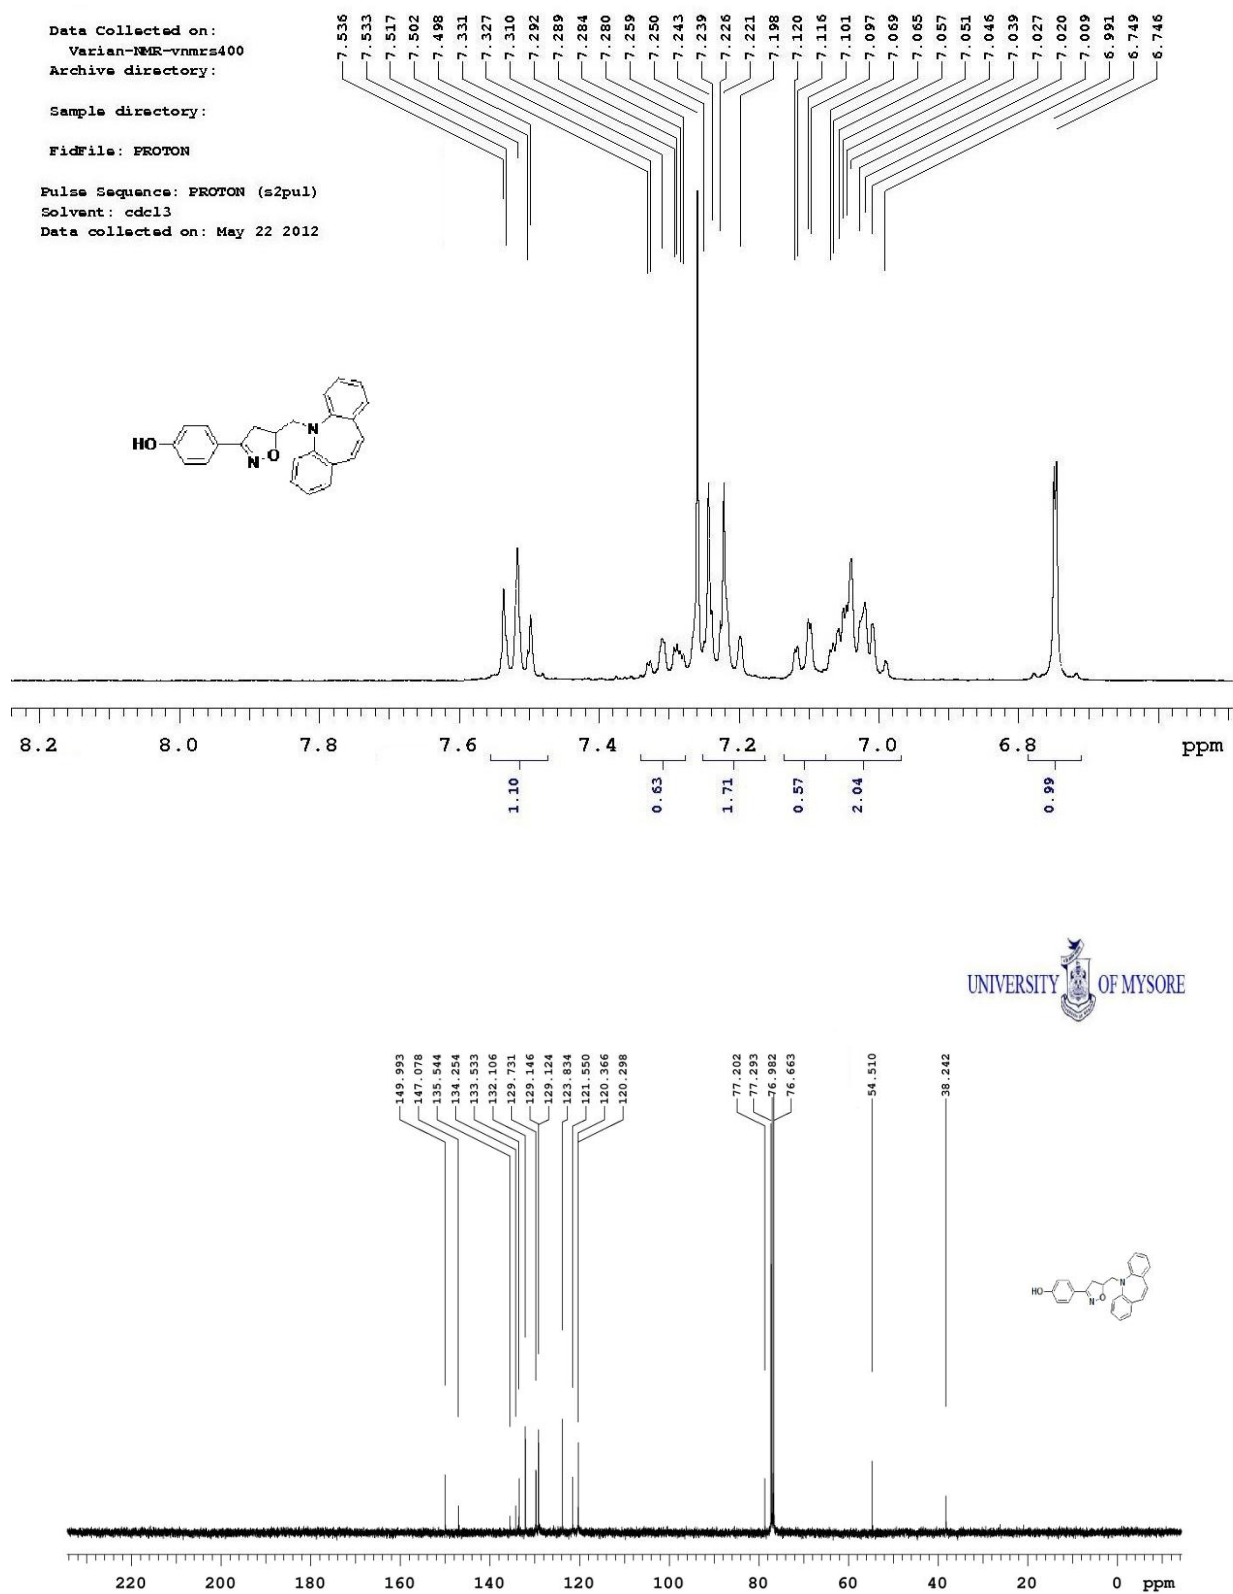 Data Collected on:
Varian-NMR-vnmrs400
Archive directory:
Sample directory:
FidFile: PROTON
Pulse Sequence: PROTON (s2pul)
Solvent: cdcl3
Data collected on: May 22 2012
7.536
7.533
7.517
7.502
7.498
7.331
7.327
7.310
7.292
7.289
7.284
7.280
7.259
7.250
7.243
7.239
7.226
7.221
7.198
7.120
7.116
7.101
7.097
7.069
7.065
7.057
7.051
7.046
7.039
7.027
7.020
7.009
6.991
6.749
6.746
HO
N
O
N
8.2 8.0 7.8 7.6 7.4 7.2 7.0 6.8 ppm
1.10 0.63 1.71 0.57 2.04 0.99
UNIVERSITY OF MYSORE
149.993
147.078
135.544
134.254
133.533
132.106
129.731
129.146
129.124
123.834
121.550
120.366
120.298
77.202
77.293
76.982
76.663
54.510
38.242
HO
N
O
N
220 200 180 160 140 120 100 80 60 40 20 0 ppm